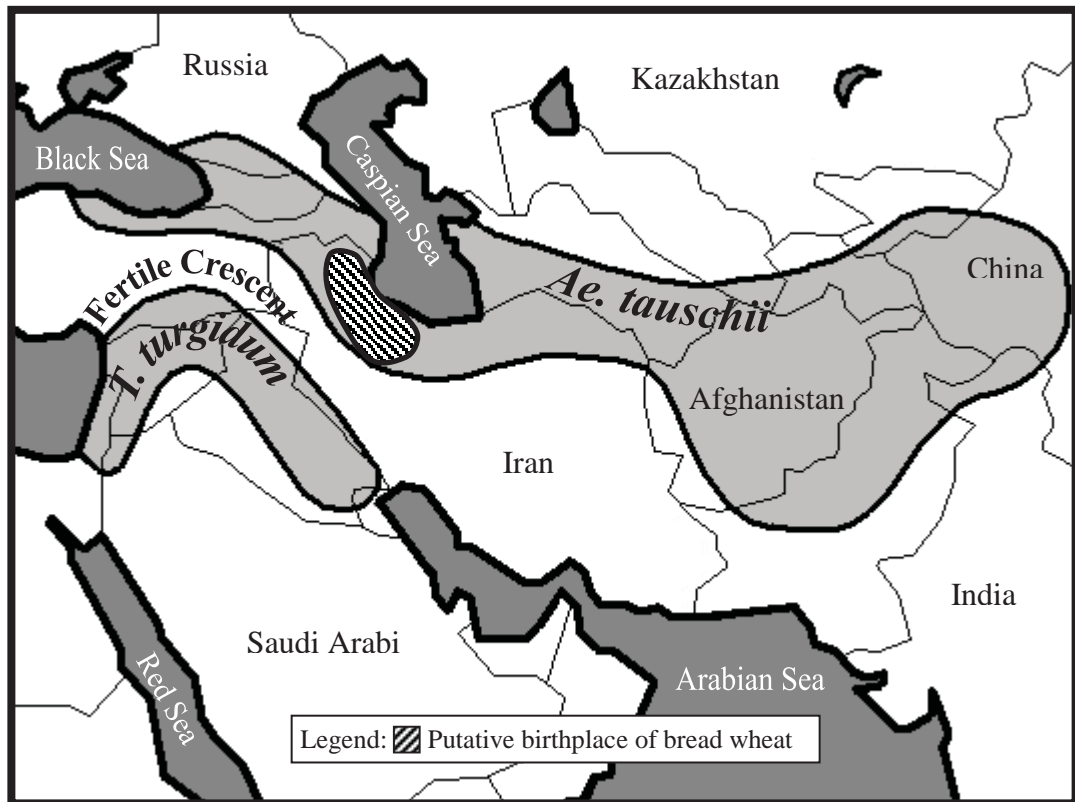 Russia
Kazakhstan
Black Sea
Caspian Sea
China
Fertile Crescent
Ae. tauschii
T. turgidum
Afghanistan
Iran
India
Saudi Arabi
Red Sea
Arabian Sea
Legend: Putative birthplace of bread wheat